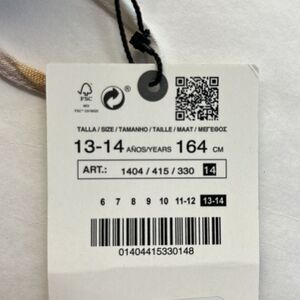 FSC
MIX
TALLA / SIZE / TAMANHO / TAILLE / MAAT / ΜΕΓΕΘΟΣ
13-14 AÑOS/YEARS 164 CM
ART.: 1404 / 415 / 330 14
6 7 8 9 10 11-12 13-14
01404415330148